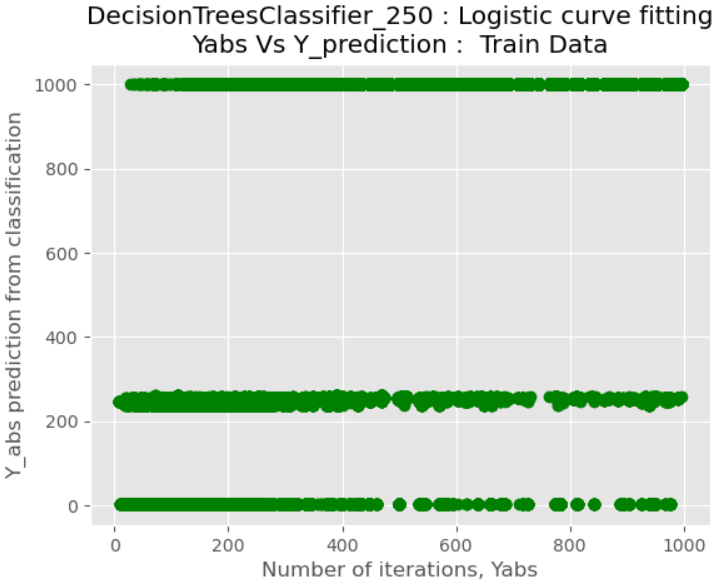 DecisionTreesClassifier_250 : Logistic curve fitting
Yabs Vs Y_prediction :  Train Data
Y_abs prediction from classification
1000
800
600
400
200
0
0 200 400 600 800 1000
Number of iterations, Yabs